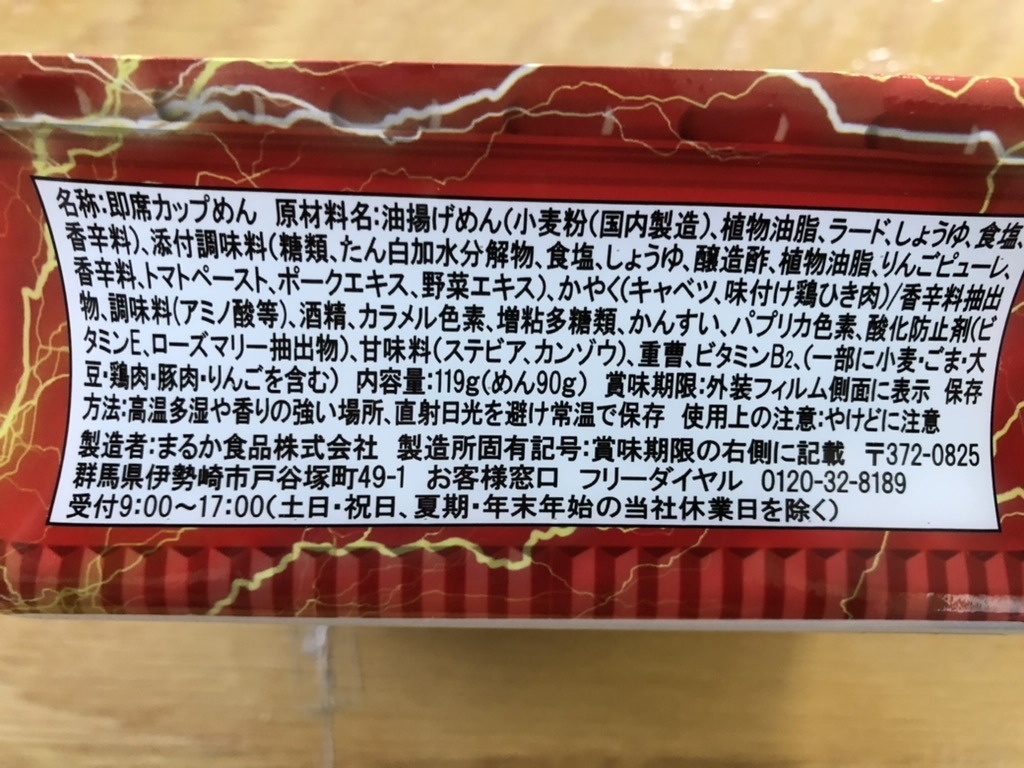 名称:即席カップめん 原材料名:油揚げめん(小麦粉(国内製造)、植物油脂、ラード、しょうゆ、食塩、
香辛料)、添付調味料(糖類、たん白加水分解物、食塩、しょうゆ、醸造酢、植物油脂、りんごピューレ、
香辛料、トマトペースト、ポークエキス、野菜エキス)、かやく(キャベツ、味付け鶏ひき肉)/香辛料抽出
物、調味料(アミノ酸等)、酒精、カラメル色素、増粘多糖類、かんすい、パプリカ色素、酸化防止剤(ビ
タミンE、ローズマリー抽出物)、甘味料(ステビア、カンゾウ)、重曹、ビタミンB2、(一部に小麦・ごま・大
豆・鶏肉・豚肉・りんごを含む) 内容量:119g(めん90g) 賞味期限:外装フィルム側面に表示 保存
方法:高温多湿や香りの強い場所、直射日光を避け常温で保存 使用上の注意:やけどに注意
製造者:まるか食品株式会社 製造所固有記号:賞味期限の右側に記載 〒372-0825
群馬県伊勢崎市戸谷塚町49-1 お客様窓口 フリーダイヤル 0120-32-8189
受付9:00〜17:00(土日・祝日、夏期・年末年始の当社休業日を除く)